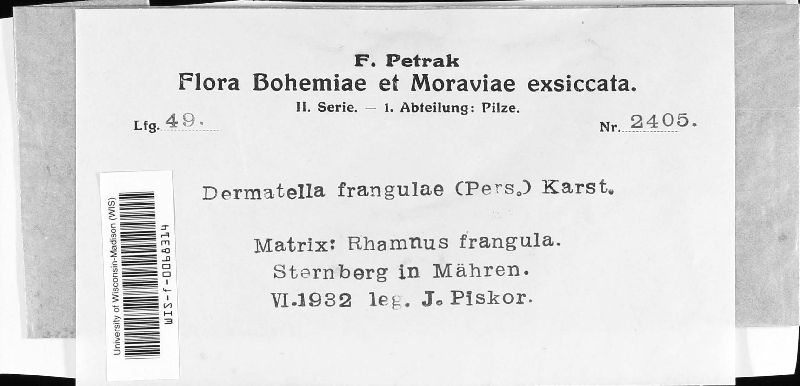 F. Petrak
Flora Bohemiae et Moraviae exsiccata.
II. Serie. — 1. Abteilung: Pilze.
Lfg. 49.
Nr. 2405.
Dermatella frangulae (Pers.) Karst.
Matrix: Rhamnus frangula.
Sternberg in Mähren.
VI.1932 leg. J. Piskor.
University of Wisconsin-Madison (WIS)
WIS-f-0068314